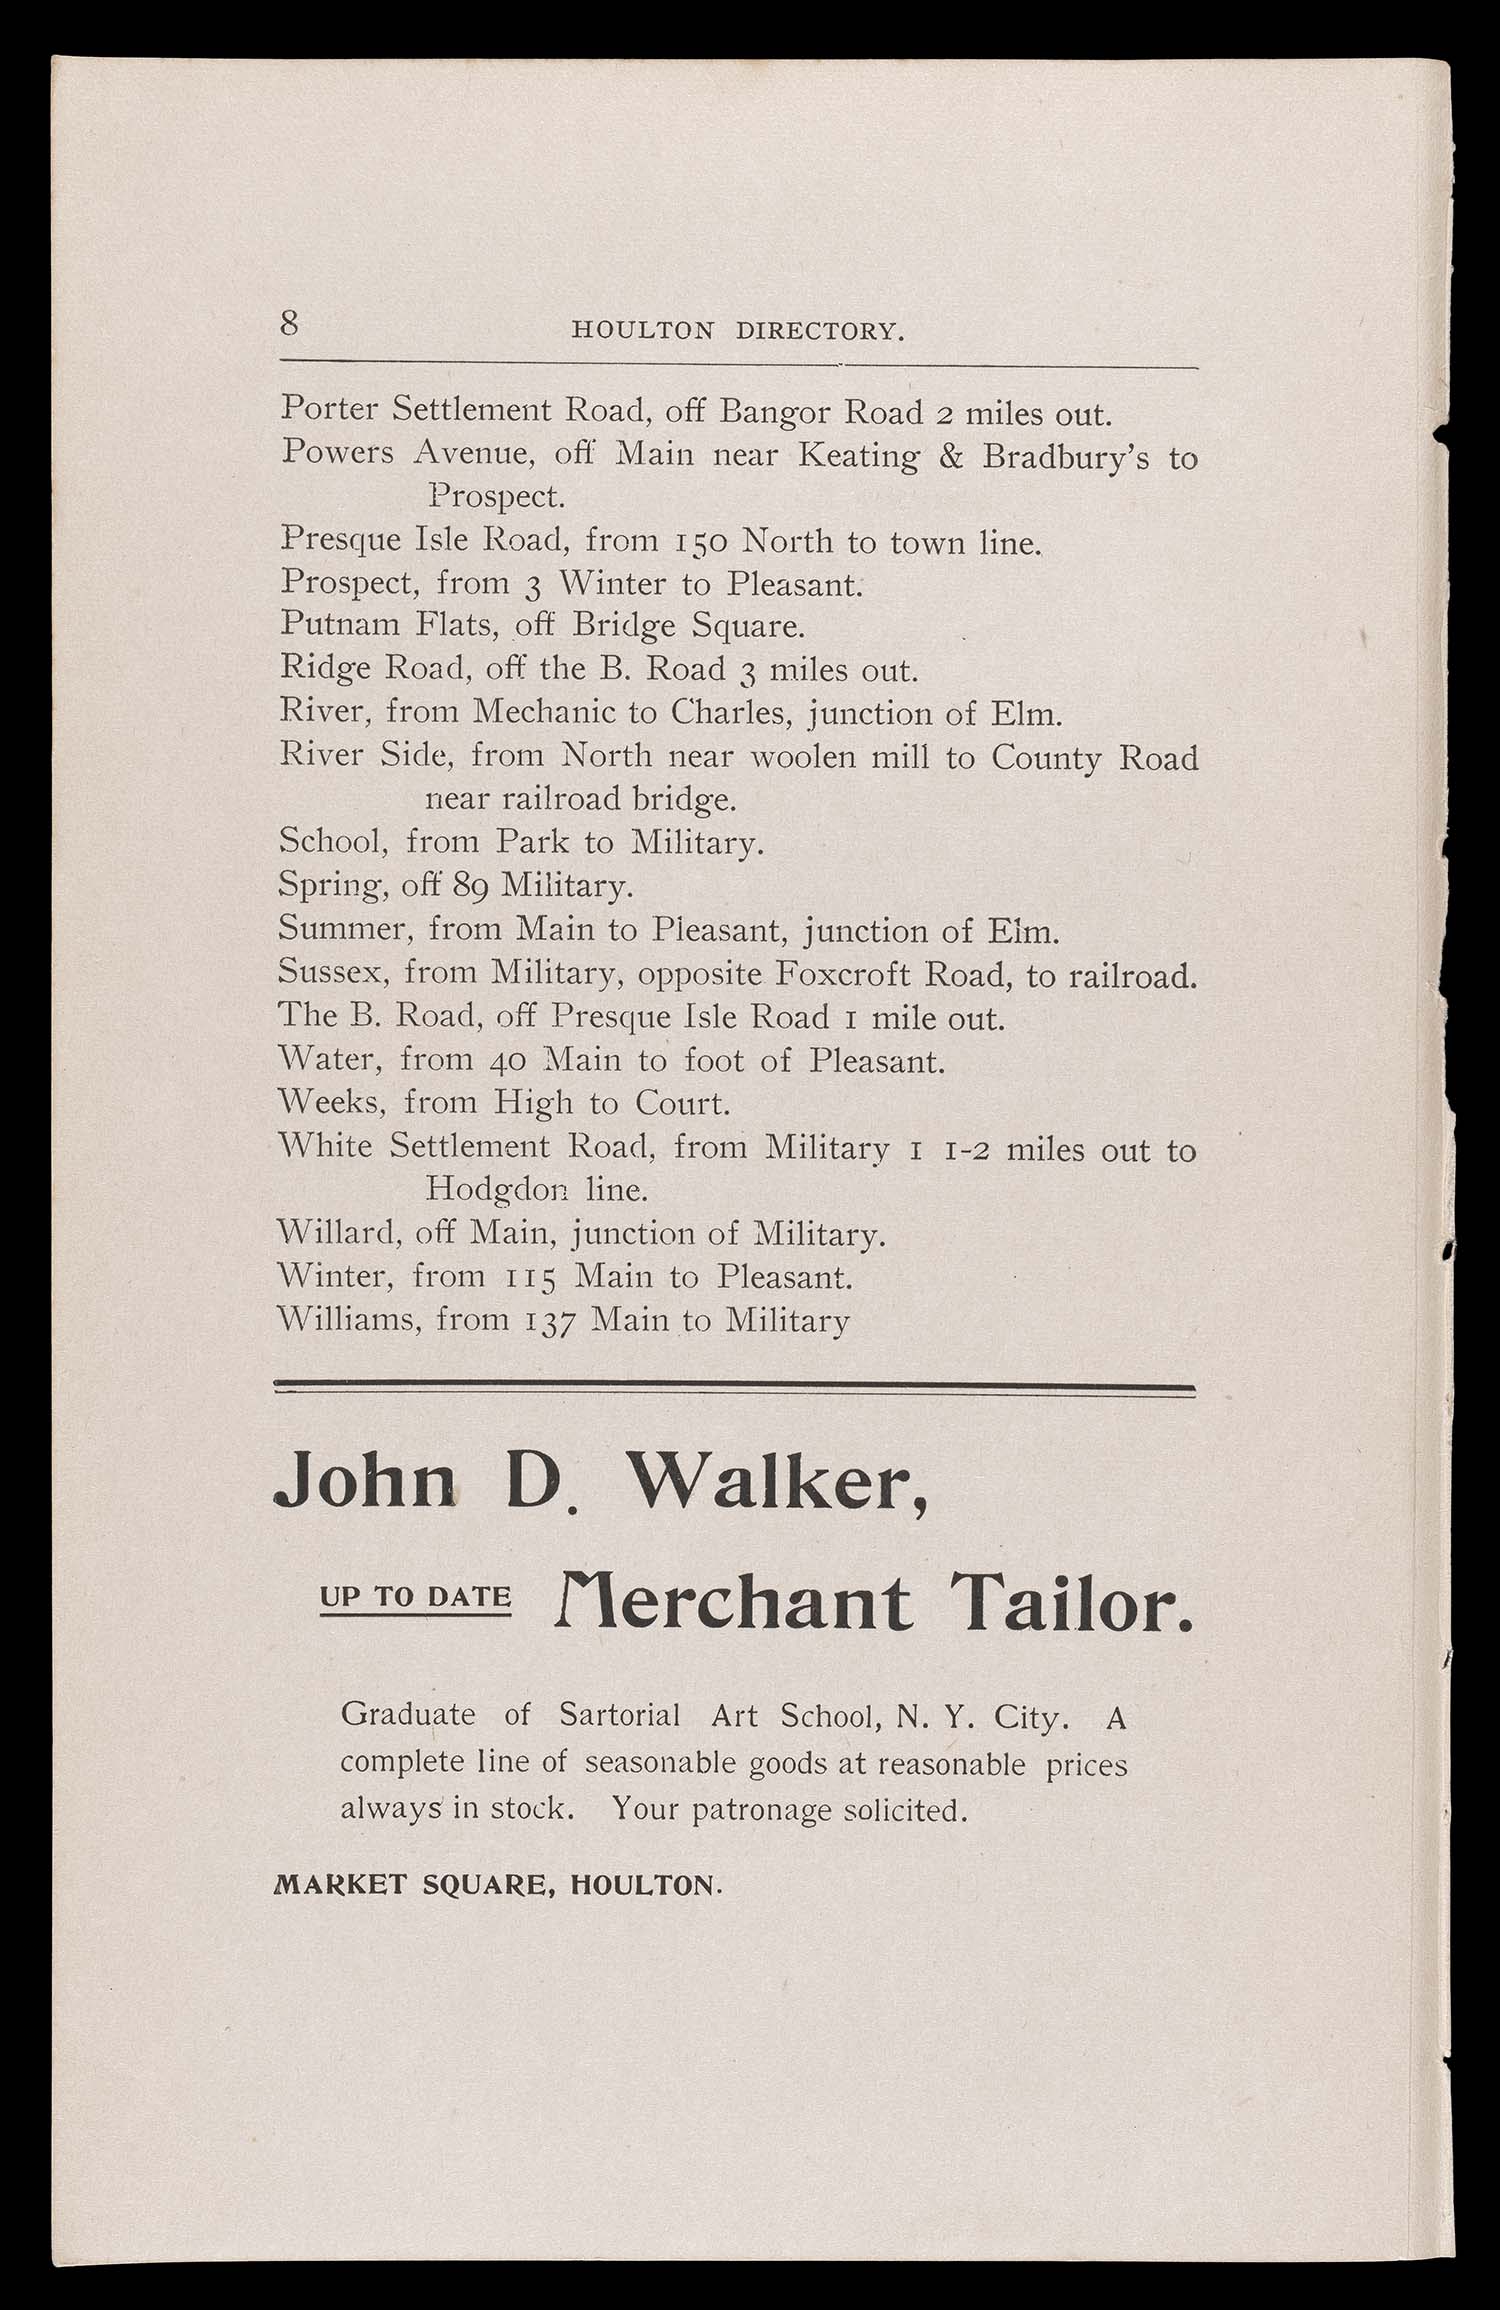 8 HOULTON DIRECTORY.
Porter Settlement Road, off Bangor Road 2 miles out.
Powers Avenue, off Main near Keating & Bradbury's to
Prospect.
Presque Isle Road, from 150 North to town line.
Prospect, from 3 Winter to Pleasant.
Putnam Flats, off Bridge Square.
Ridge Road, off the B. Road 3 miles out.
River, from Mechanic to Charles, junction of Elm.
River Side, from North near woolen mill to County Road
near railroad bridge.
School, from Park to Military.
Spring, off 89 Military.
Summer, from Main to Pleasant, junction of Elm.
Sussex, from Military, opposite Foxcroft Road, to railroad.
The B. Road, off Presque Isle Road 1 mile out.
Water, from 40 Main to foot of Pleasant.
Weeks, from High to Court.
White Settlement Road, from Military 1 1-2 miles out to
Hodgdon line.
Willard, off Main, junction of Military.
Winter, from 115 Main to Pleasant.
Williams, from 137 Main to Military
John D. Walker,
UP TO DATE Merchant Tailor.
Graduate of Sartorial Art School, N. Y. City. A
complete line of seasonable goods at reasonable prices
always in stock. Your patronage solicited.
MARKET SQUARE, HOULTON.